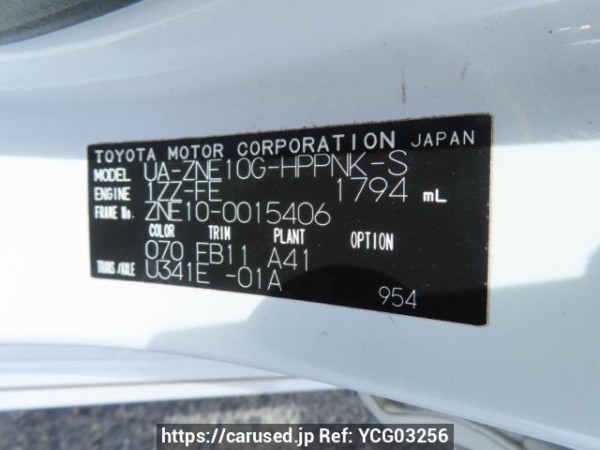 TOYOTA MOTOR CORPORATION JAPAN
MODEL UA-ZNE10G-HPPNK-S
ENGINE 1ZZ-FE 1794 mL
FRAME No. ZNE10-0015406
COLOR TRIM PLANT OPTION
070 FB11 A41
TRANS/AXLE U341E -01A
954
https://carused.jp Ref: YCG03256